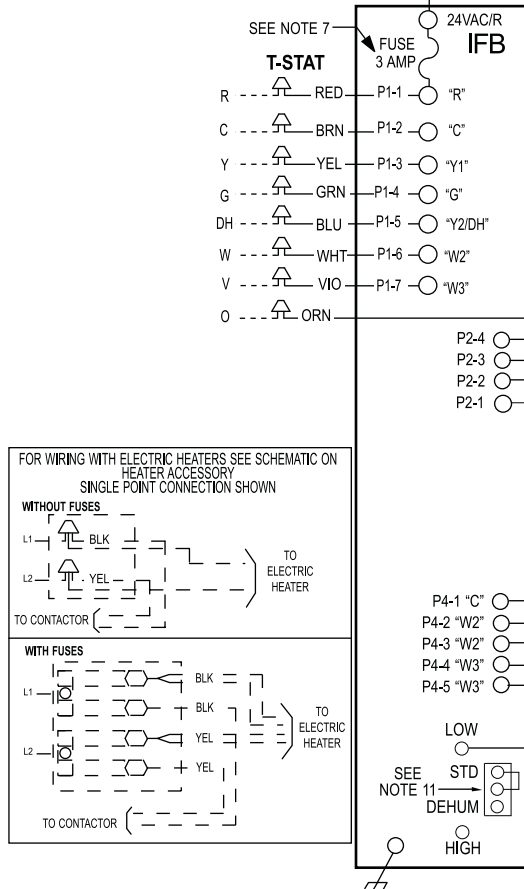 24VAC/R
SEE NOTE 7
FUSE
3 AMP
IFB
T-STAT
R RED P1-1 "R"
C BRN P1-2 "C"
Y YEL P1-3 "Y1"
G GRN P1-4 "G"
DH BLU P1-5 "Y2/DH"
W WHT P1-6 "W2"
V VIO P1-7 "W3"
O ORN
P2-4
P2-3
P2-2
P2-1
FOR WIRING WITH ELECTRIC HEATERS SEE SCHEMATIC ON
HEATER ACCESSORY
SINGLE POINT CONNECTION SHOWN
WITHOUT FUSES
L1 BLK
L2 YEL
TO
ELECTRIC
HEATER
TO CONTACTOR
WITH FUSES
L1 BLK
BLK
L2 YEL
YEL
TO
ELECTRIC
HEATER
TO CONTACTOR
P4-1 "C"
P4-2 "W2"
P4-3 "W2"
P4-4 "W3"
P4-5 "W3"
LOW
SEE
NOTE 11
STD
DEHUM
HIGH